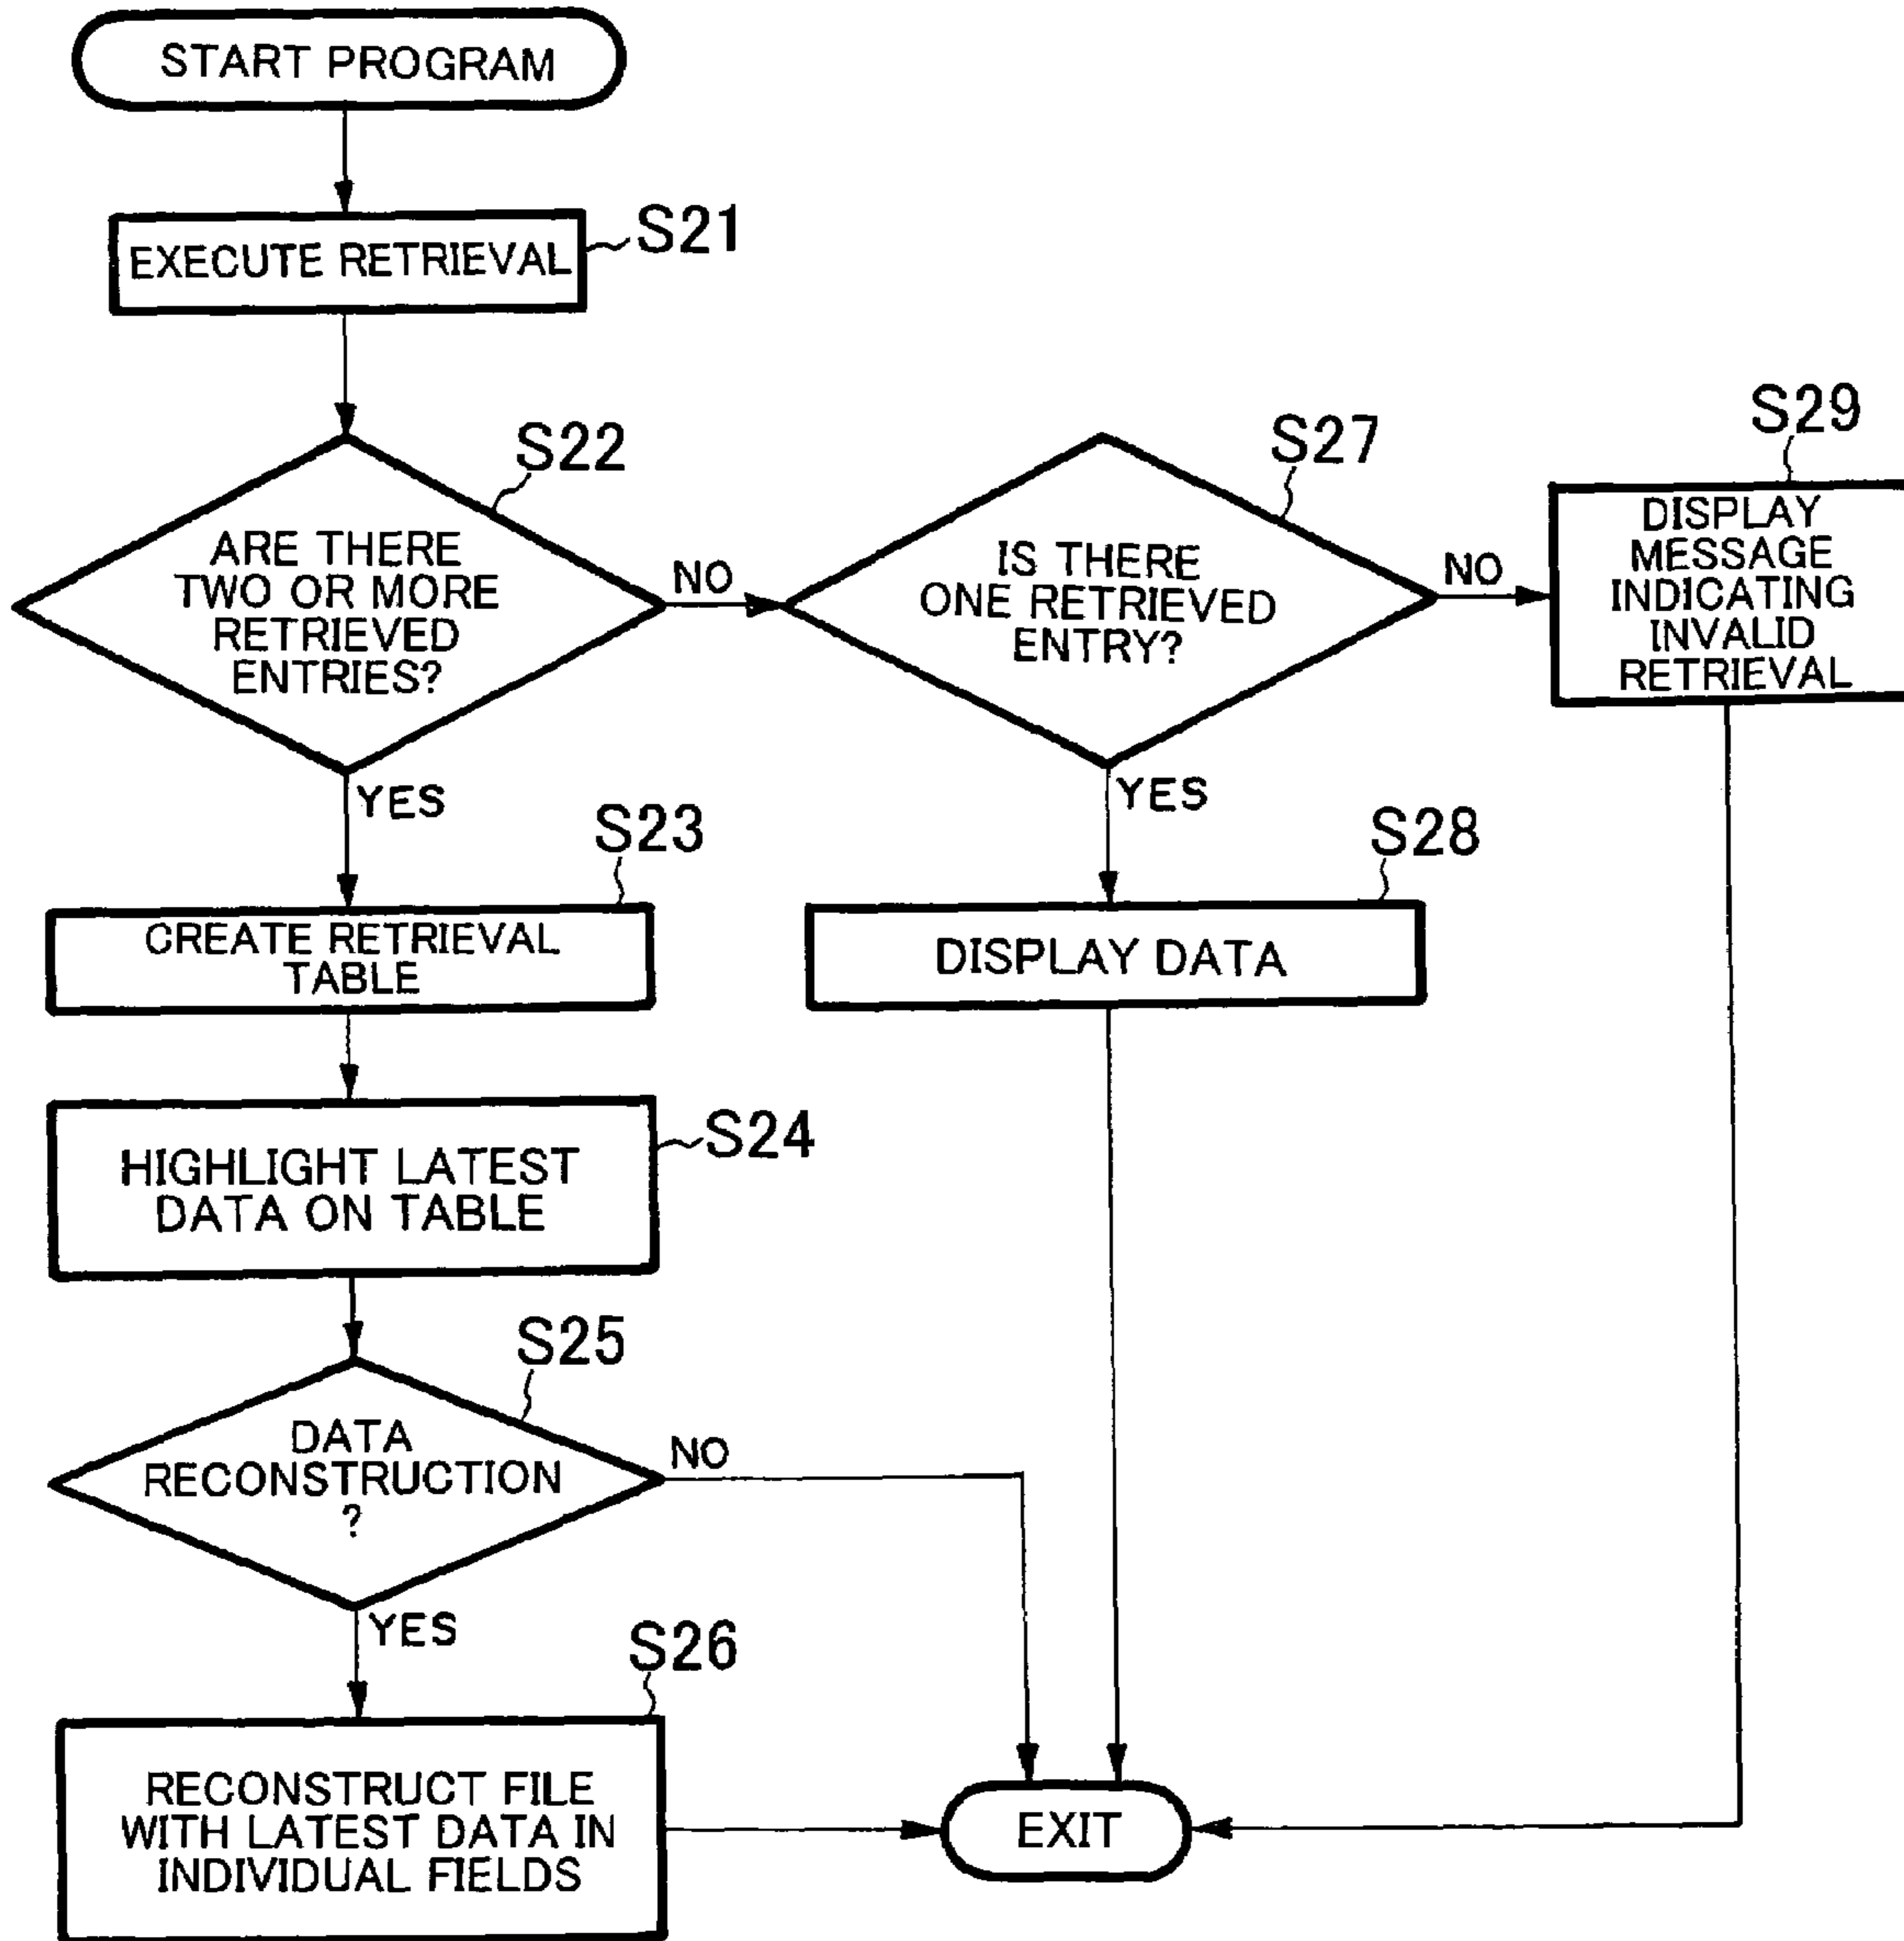 START PROGRAM
S21
EXECUTE RETRIEVAL
S22
ARE THERE
TWO OR MORE
RETRIEVED
ENTRIES?
NO
YES
S27
IS THERE
ONE RETRIEVED
ENTRY?
NO
YES
S29
DISPLAY
MESSAGE
INDICATING
INVALID
RETRIEVAL
S23
CREATE RETRIEVAL
TABLE
S28
DISPLAY DATA
S24
HIGHLIGHT LATEST
DATA ON TABLE
S25
DATA
RECONSTRUCTION
?
NO
YES
S26
RECONSTRUCT FILE
WITH LATEST DATA IN
INDIVIDUAL FIELDS
EXIT